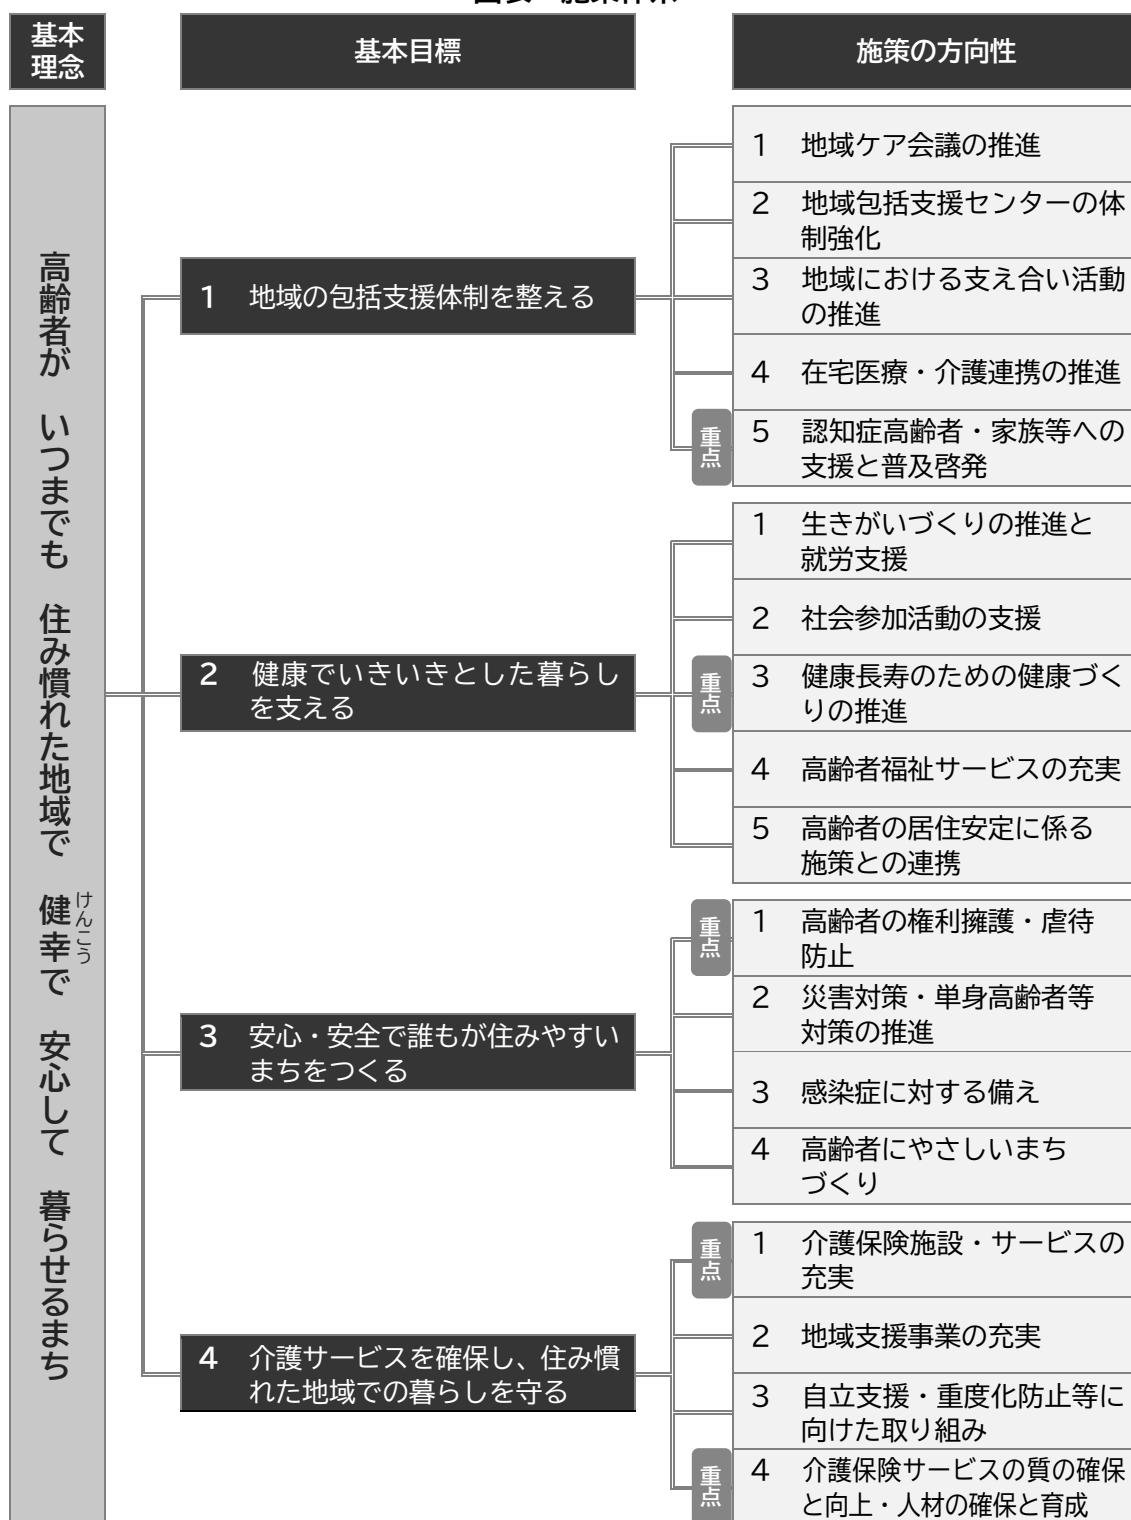 基本
理念
基本目標
施策の方向性
高齢者が いつまでも 住み慣れた地域で 健幸で 安心して 暮らせるまち
けんこう
1 地域の包括支援体制を整える
1 地域ケア会議の推進
2 地域包括支援センターの体
制強化
3 地域における支え合い活動
の推進
4 在宅医療・介護連携の推進
重点
5 認知症高齢者・家族等への
支援と普及啓発
2 健康でいきいきとした暮らし
を支える
1 生きがいづくりの推進と
就労支援
2 社会参加活動の支援
重点
3 健康長寿のための健康づく
りの推進
4 高齢者福祉サービスの充実
5 高齢者の居住安定に係る
施策との連携
3 安心・安全で誰もが住みやすい
まちをつくる
重点
1 高齢者の権利擁護・虐待
防止
2 災害対策・単身高齢者等
対策の推進
3 感染症に対する備え
4 高齢者にやさしいまち
づくり
4 介護サービスを確保し、住み慣
れた地域での暮らしを守る
重点
1 介護保険施設・サービスの
充実
2 地域支援事業の充実
3 自立支援・重度化防止等に
向けた取り組み
重点
4 介護保険サービスの質の確保
と向上・人材の確保と育成